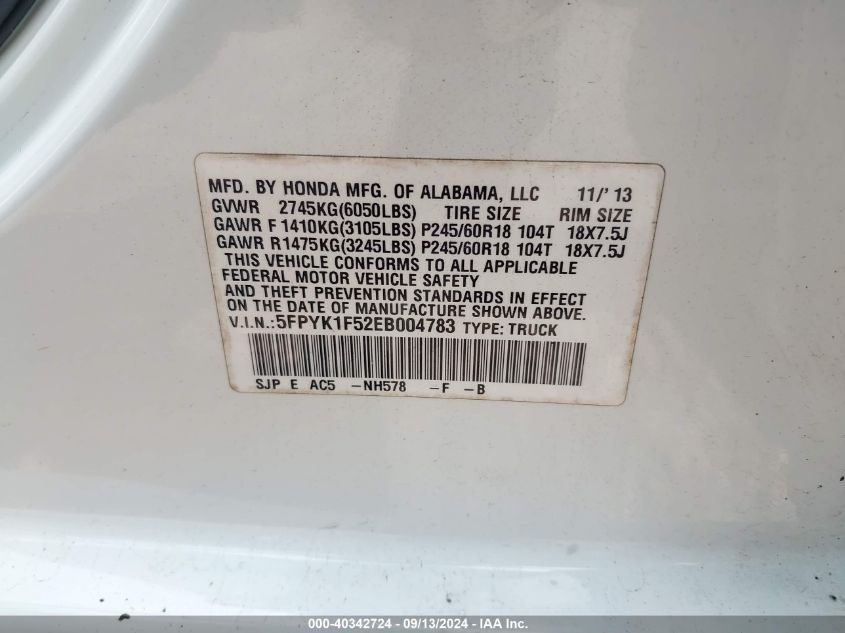 MFD. BY HONDA MFG. OF ALABAMA, LLC 11/' 13
GVWR 2745KG(6050LBS) TIRE SIZE RIM SIZE
GAWR F 1410KG(3105LBS) P245/60R18 104T 18X7.5J
GAWR R1475KG(3245LBS) P245/60R18 104T 18X7.5J
THIS VEHICLE CONFORMS TO ALL APPLICABLE
FEDERAL MOTOR VEHICLE SAFETY
AND THEFT PREVENTION STANDARDS IN EFFECT
ON THE DATE OF MANUFACTURE SHOWN ABOVE.
V.I.N.:5FPYK1F52EB004783 TYPE: TRUCK
SJP E AC5 -NH578 -F -B
000-40342724 - 09/13/2024 - IAA Inc.